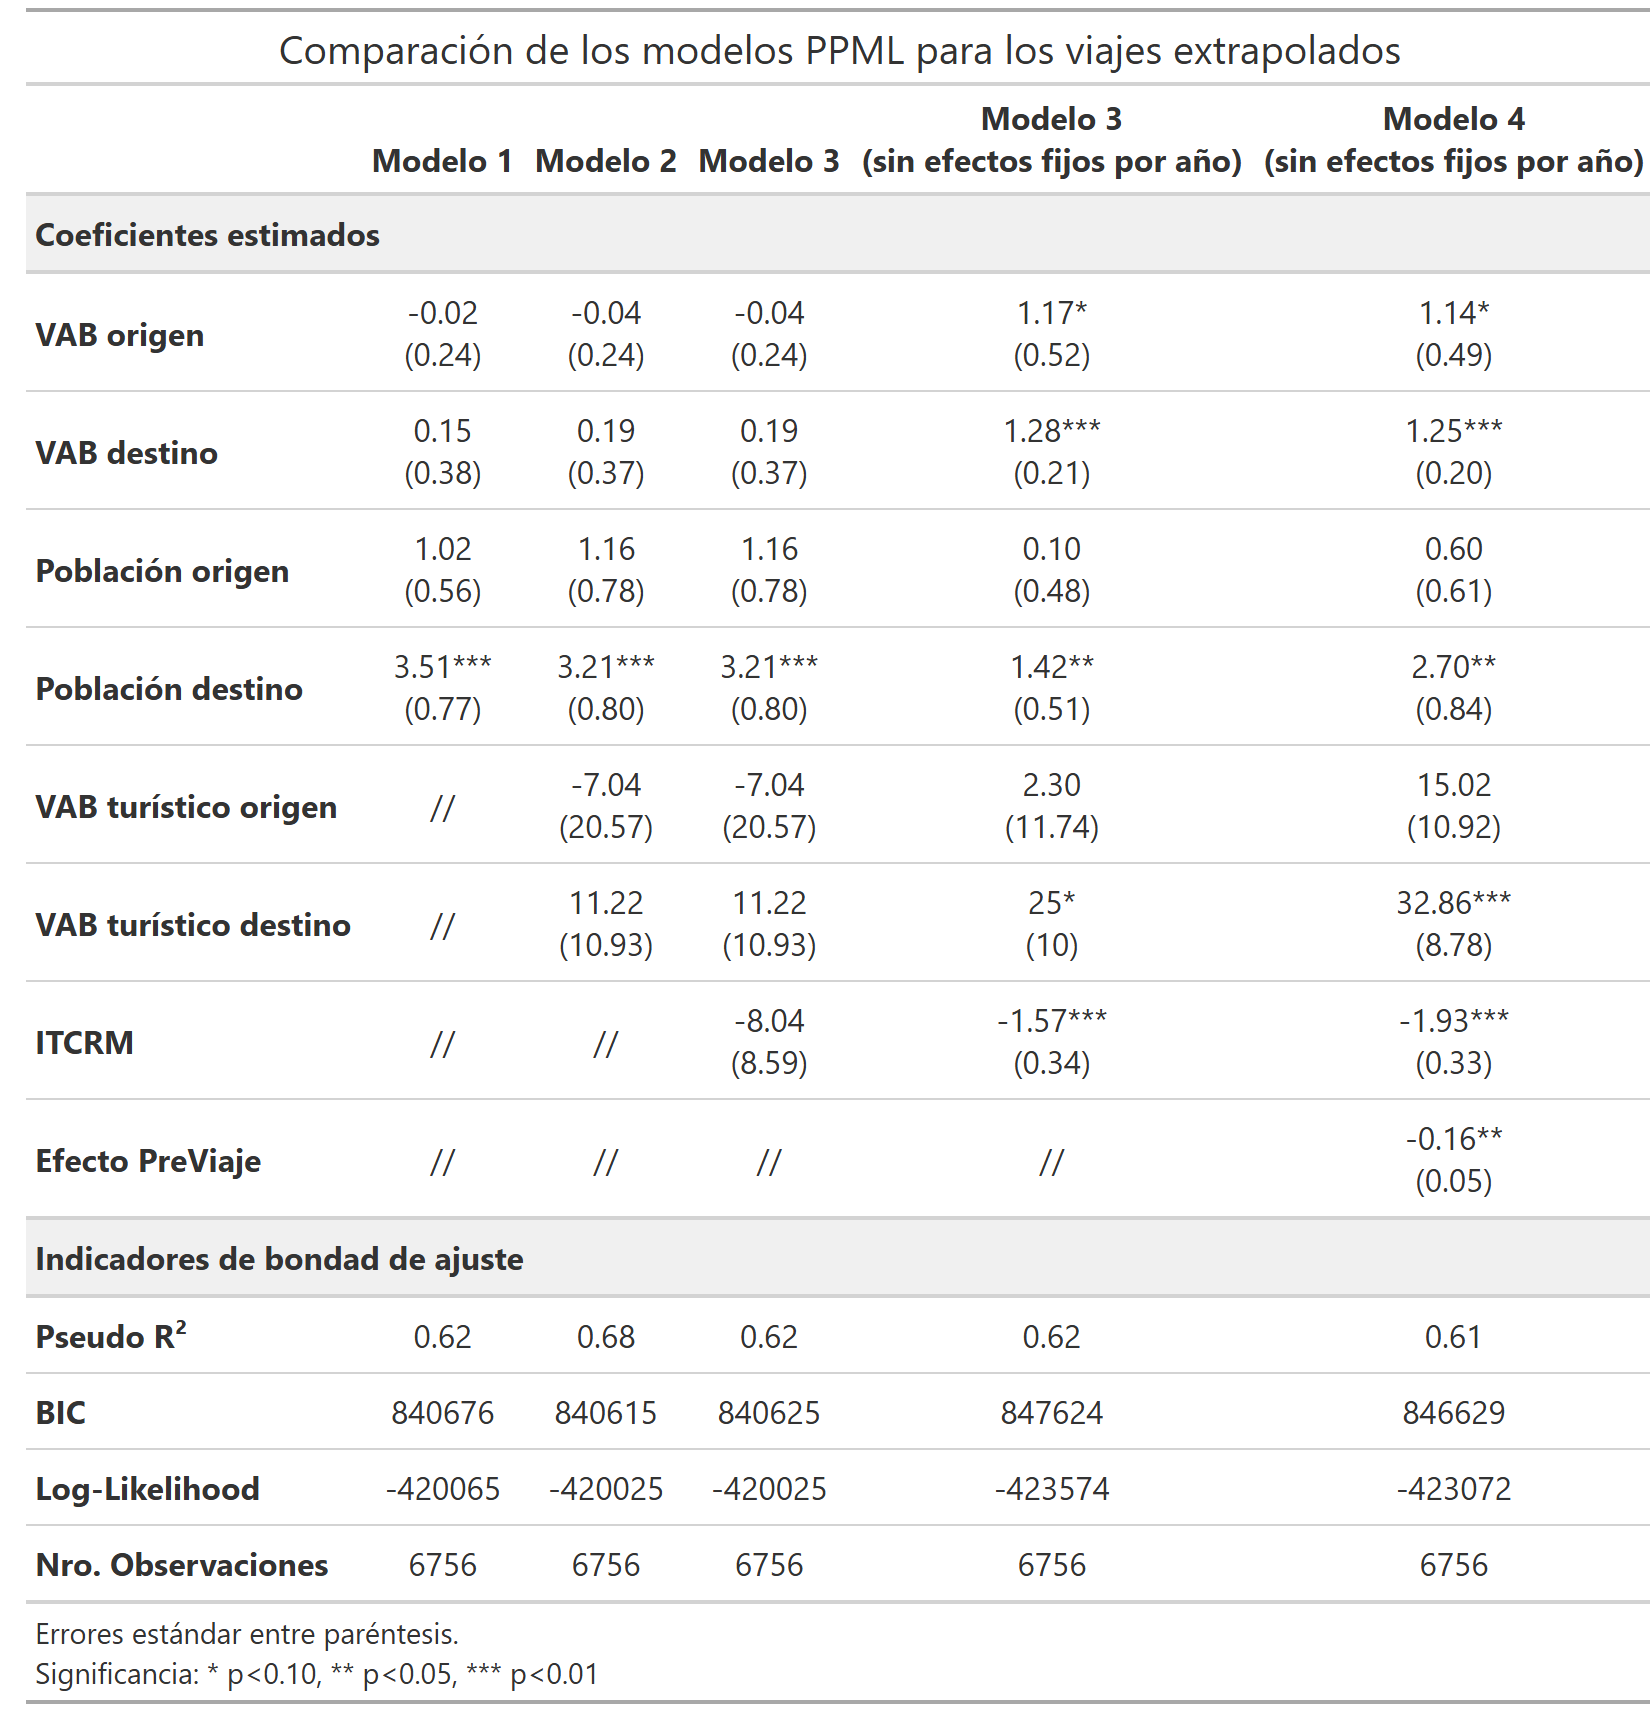 Comparación de los modelos PPML para los viajes extrapolados
Modelo 1 Modelo 2 Modelo 3 Modelo 3 (sin efectos fijos por año) Modelo 4 (sin efectos fijos por año)
Coeficientes estimados
VAB origen -0.02 -0.04 -0.04 1.17* 1.14*
(0.24) (0.24) (0.24) (0.52) (0.49)
VAB destino 0.15 0.19 0.19 1.28*** 1.25***
(0.38) (0.37) (0.37) (0.21) (0.20)
Población origen 1.02 1.16 1.16 0.10 0.60
(0.56) (0.78) (0.78) (0.48) (0.61)
Población destino 3.51*** 3.21*** 3.21*** 1.42** 2.70**
(0.77) (0.80) (0.80) (0.51) (0.84)
VAB turístico origen // -7.04 -7.04 2.30 15.02
(20.57) (20.57) (11.74) (10.92)
VAB turístico destino // 11.22 11.22 25* 32.86***
(10.93) (10.93) (10) (8.78)
ITCRM // // -8.04 -1.57*** -1.93***
(8.59) (0.34) (0.33)
Efecto PreViaje // // // // -0.16**
(0.05)
Indicadores de bondad de ajuste
Pseudo R² 0.62 0.68 0.62 0.62 0.61
BIC 840676 840615 840625 847624 846629
Log-Likelihood -420065 -420025 -420025 -423574 -423072
Nro. Observaciones 6756 6756 6756 6756 6756
Errores estándar entre paréntesis.
Significancia: * p<0.10, ** p<0.05, *** p<0.01